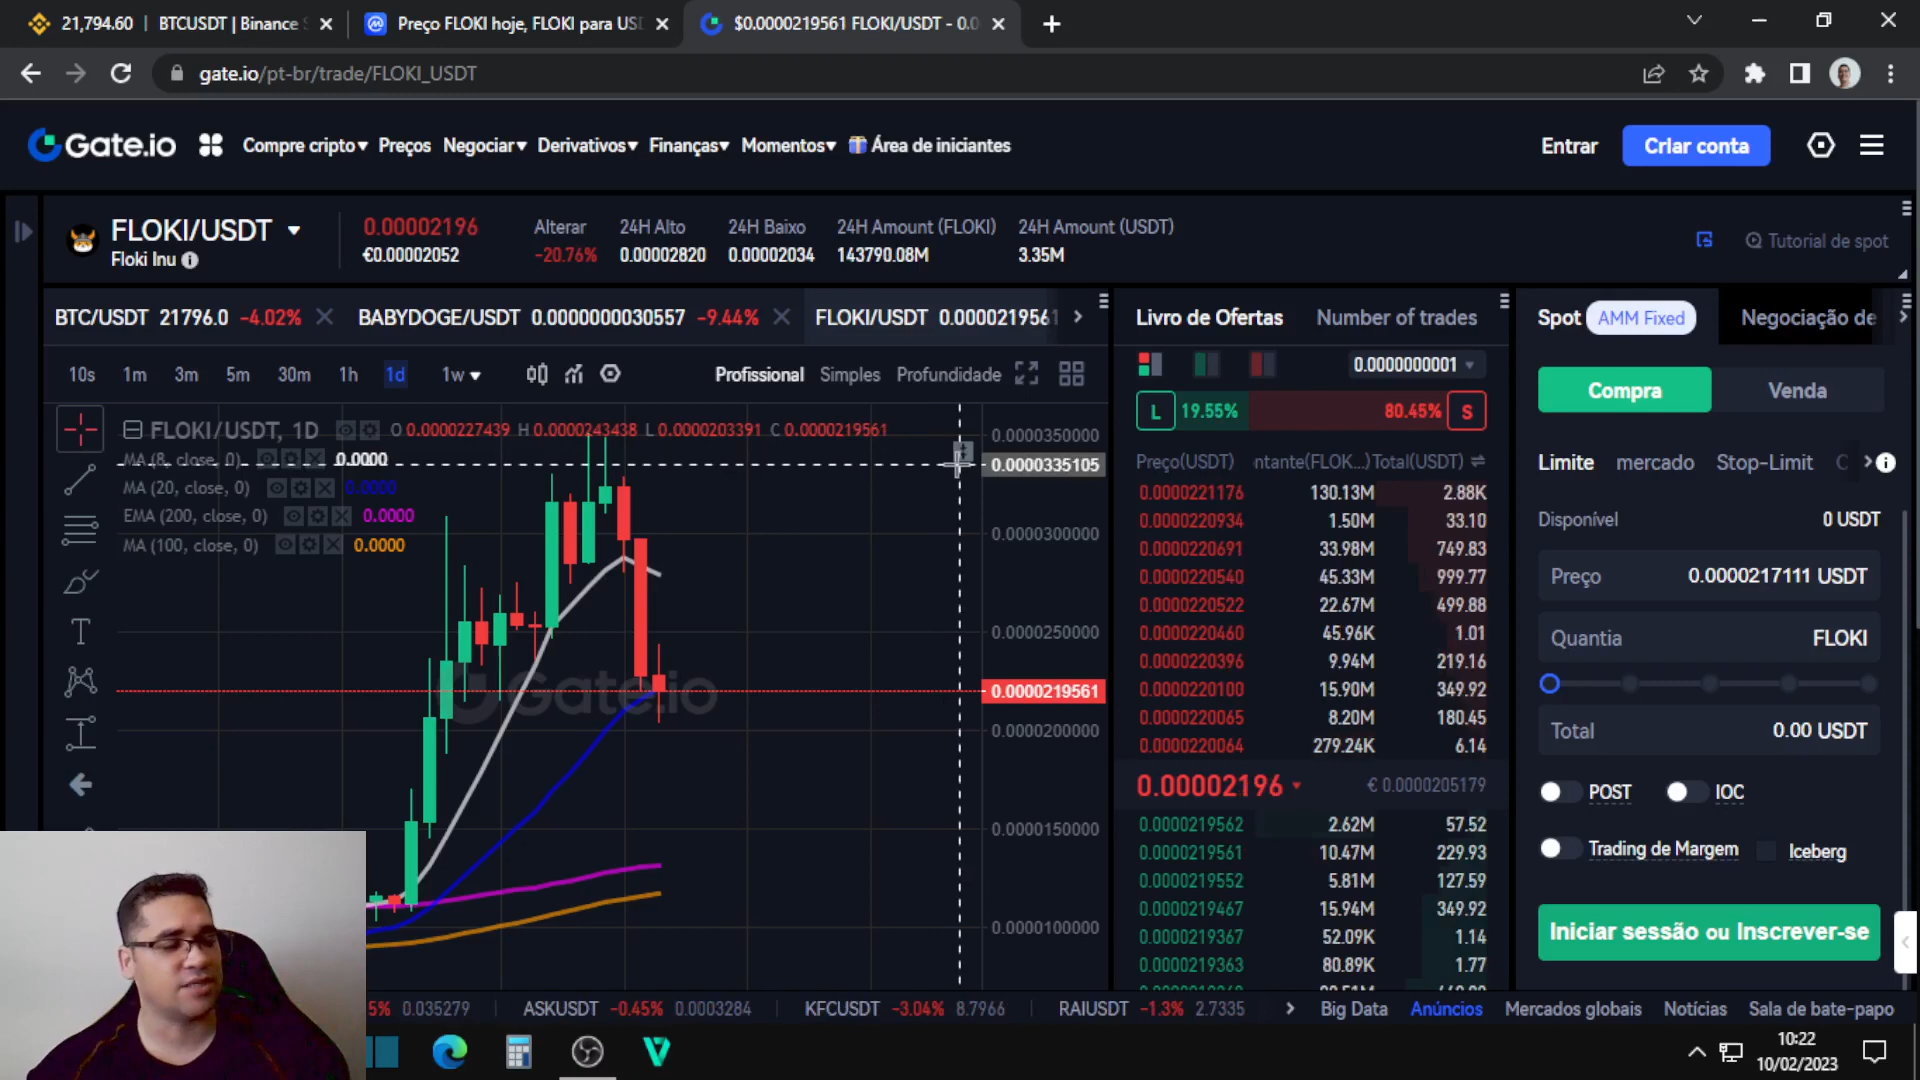 21,794.60 | BTCUSDT | Binance S
Preço FLOKI hoje, FLOKI para USD
$0.0000219561 FLOKI/USDT - 0.0
gate.io/pt-br/trade/FLOKI_USDT
Gate.io Compre cripto Preços Negociar Derivativos Finanças Momentos Área de iniciantes Entrar Criar conta
FLOKI/USDT 0.00002196 Alterar 24H Alto 24H Baixo 24H Amount (FLOKI) 24H Amount (USDT) Tutorial de spot
Floki Inu €0.00002052 -20.76% 0.00002820 0.00002034 143790.08M 3.35M
BTC/USDT 21796.0 -4.02% BABYDOGE/USDT 0.0000000030557 -9.44% FLOKI/USDT 0.0000219561
10s 1m 3m 5m 30m 1h 1d 1w Profissional Simples Profundidade
FLOKI/USDT, 1D O 0.0000227439 H 0.0000243438 L 0.0000203391 C 0.0000219561
MA (8, close, 0) 0.0000
MA (20, close, 0) 0.0000
EMA (200, close, 0) 0.0000
MA (100, close, 0) 0.0000
0.0000350000
0.0000335105
0.0000300000
0.0000250000
0.0000219561
0.0000200000
0.0000150000
0.0000100000
Gate.io
Livro de Ofertas Number of trades
0.0000000001
L 19.55% 80.45% S
Preço(USDT) ntante(FLOK...) Total(USDT)
0.0000221176 130.13M 2.88K
0.0000220934 1.50M 33.10
0.0000220691 33.98M 749.83
0.0000220540 45.33M 999.77
0.0000220522 22.67M 499.88
0.0000220460 45.96K 1.01
0.0000220396 9.94M 219.16
0.0000220100 15.90M 349.92
0.0000220065 8.20M 180.45
0.0000220064 279.24K 6.14
0.00002196 € 0.0000205179
0.0000219562 2.62M 57.52
0.0000219561 10.47M 229.93
0.0000219552 5.81M 127.59
0.0000219467 15.94M 349.92
0.0000219367 52.09K 1.14
0.0000219363 80.89K 1.77
Spot AMM Fixed Negociação de
Compra Venda
Limite mercado Stop-Limit
Disponível 0 USDT
Preço 0.0000217111 USDT
Quantia FLOKI
Total 0.00 USDT
POST IOC
Trading de Margem Iceberg
Iniciar sessão ou Inscrever-se
5% 0.035279 ASKUSDT -0.45% 0.0003284 KFCUSDT -3.04% 8.7966 RAIUSDT -1.3% 2.7335 Big Data Anúncios Mercados globais Notícias Sala de bate-papo
10:22
10/02/2023